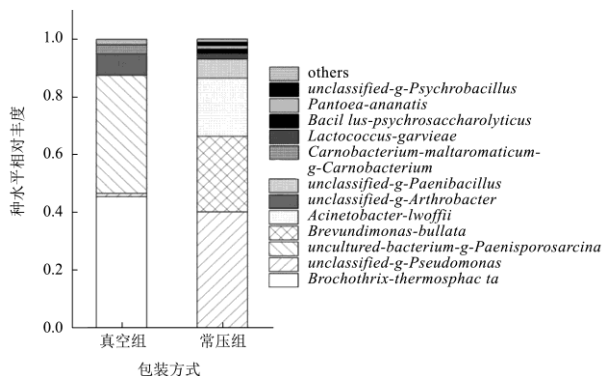 种水平相对丰度
1.0
0.8
0.6
0.4
0.2
0.0
真空组
常压组
包装方式
others
unclassified-g-Psychrobacillus
Pantoea-ananatis
Bacil lus-psychrosaccharolyticus
Lactococcus-garvieae
Carnobacterium-maltaromaticum-
g-Carnobacterium
unclassified-g-Paenibacillus
unclassified-g-Arthrobacter
Acinetobacter-lwoffii
Brevundimonas-bullata
uncultured-bacterium-g-Paenisporosarcina
unclassified-g-Pseudomonas
Brochothrix-thermosphac ta